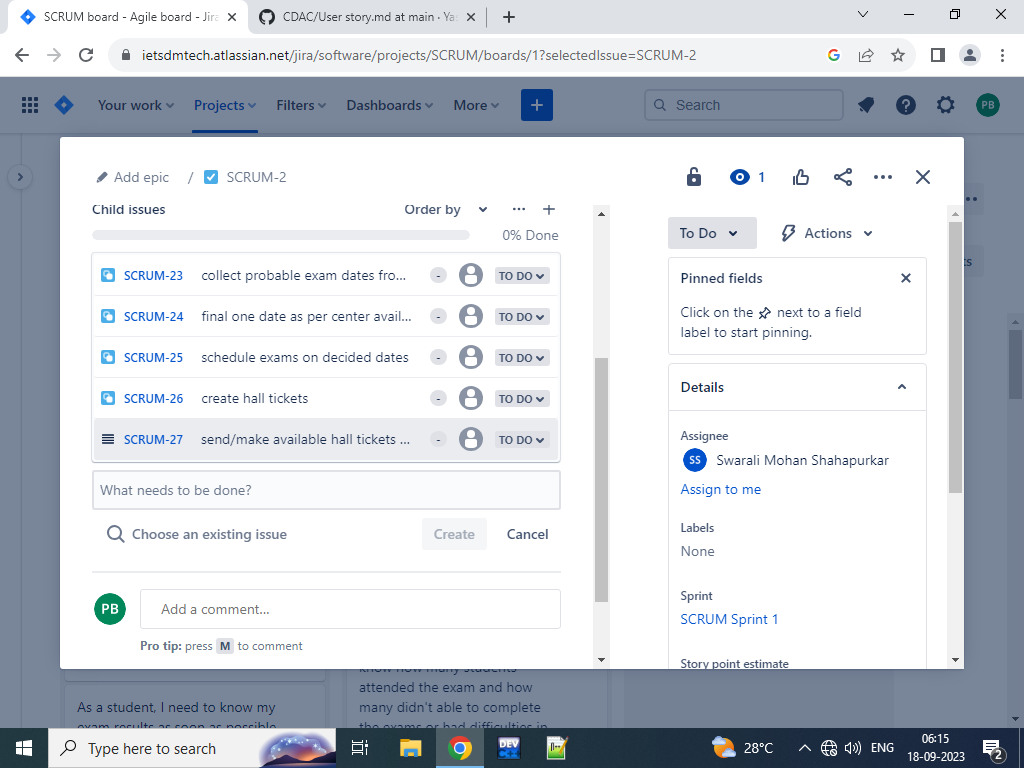 SCRUM board - Agile board - Jira
CDAC/User story.md at main · Yas
ietsdmtech.atlassian.net/jira/software/projects/SCRUM/boards/1?selectedIssue=SCRUM-2
Your work
Projects
Filters
Dashboards
More
Search
PB
Add epic / SCRUM-2
1
Child issues
Order by
0% Done
SCRUM-23 collect probable exam dates fro... - TO DO
SCRUM-24 final one date as per center avail... - TO DO
SCRUM-25 schedule exams on decided dates - TO DO
SCRUM-26 create hall tickets - TO DO
SCRUM-27 send/make available hall tickets ... - TO DO
What needs to be done?
Choose an existing issue
Create
Cancel
PB
Add a comment...
Pro tip: press M to comment
To Do
Actions
Pinned fields
Click on the next to a field
label to start pinning.
Details
Assignee
SS Swarali Mohan Shahapurkar
Assign to me
Labels
None
Sprint
SCRUM Sprint 1
Story point estimate
As a student, I need to know my
exam results as soon as possible
know how many students
attended the exam and how
many didn't able to complete
the exams or had difficulties in
Type here to search
DEV
28°C
ENG
06:15
18-09-2023
2